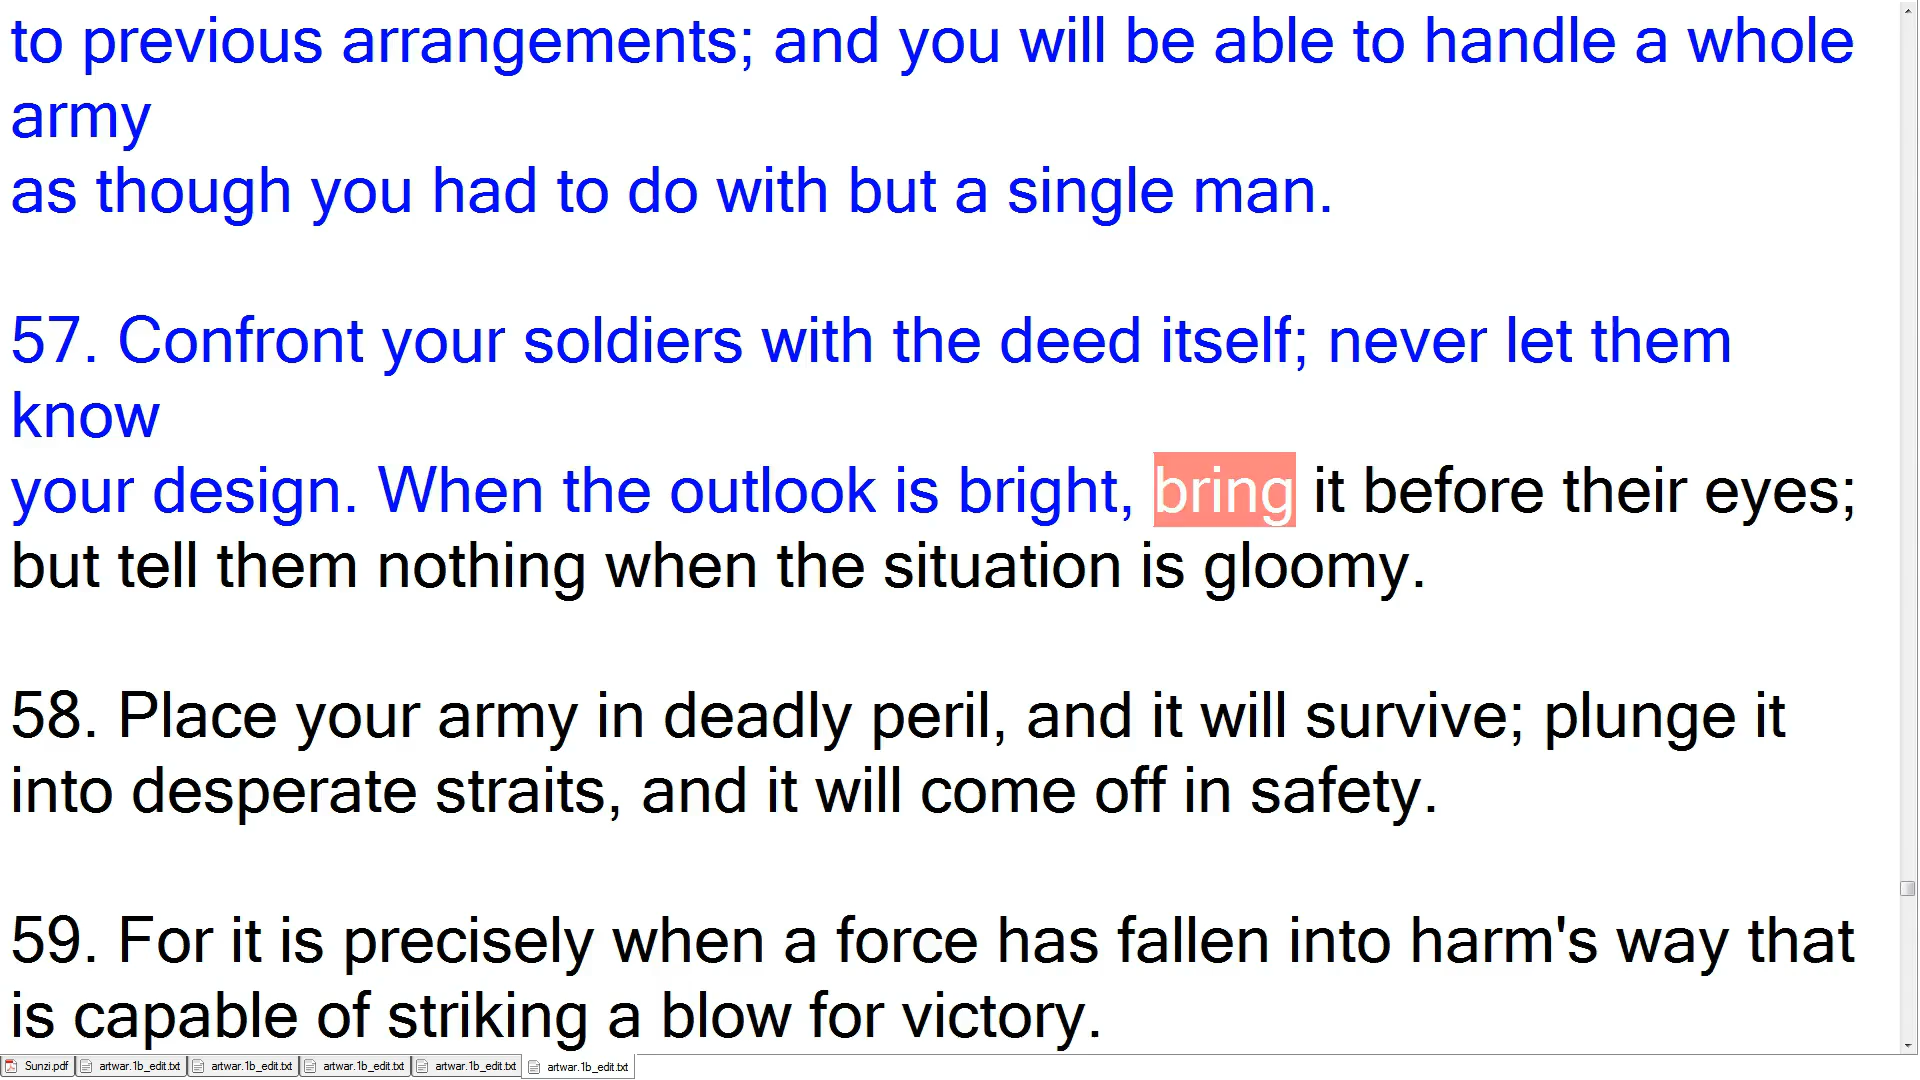 to previous arrangements; and you will be able to handle a whole
army
as though you had to do with but a single man.
57. Confront your soldiers with the deed itself; never let them
know
your design. When the outlook is bright, bring it before their eyes;
but tell them nothing when the situation is gloomy.
58. Place your army in deadly peril, and it will survive; plunge it
into desperate straits, and it will come off in safety.
59. For it is precisely when a force has fallen into harm's way that
is capable of striking a blow for victory.
Sunzi.pdf artwar.1b_edit.txt artwar.1b_edit.txt artwar.1b_edit.txt artwar.1b_edit.txt artwar.1b_edit.txt